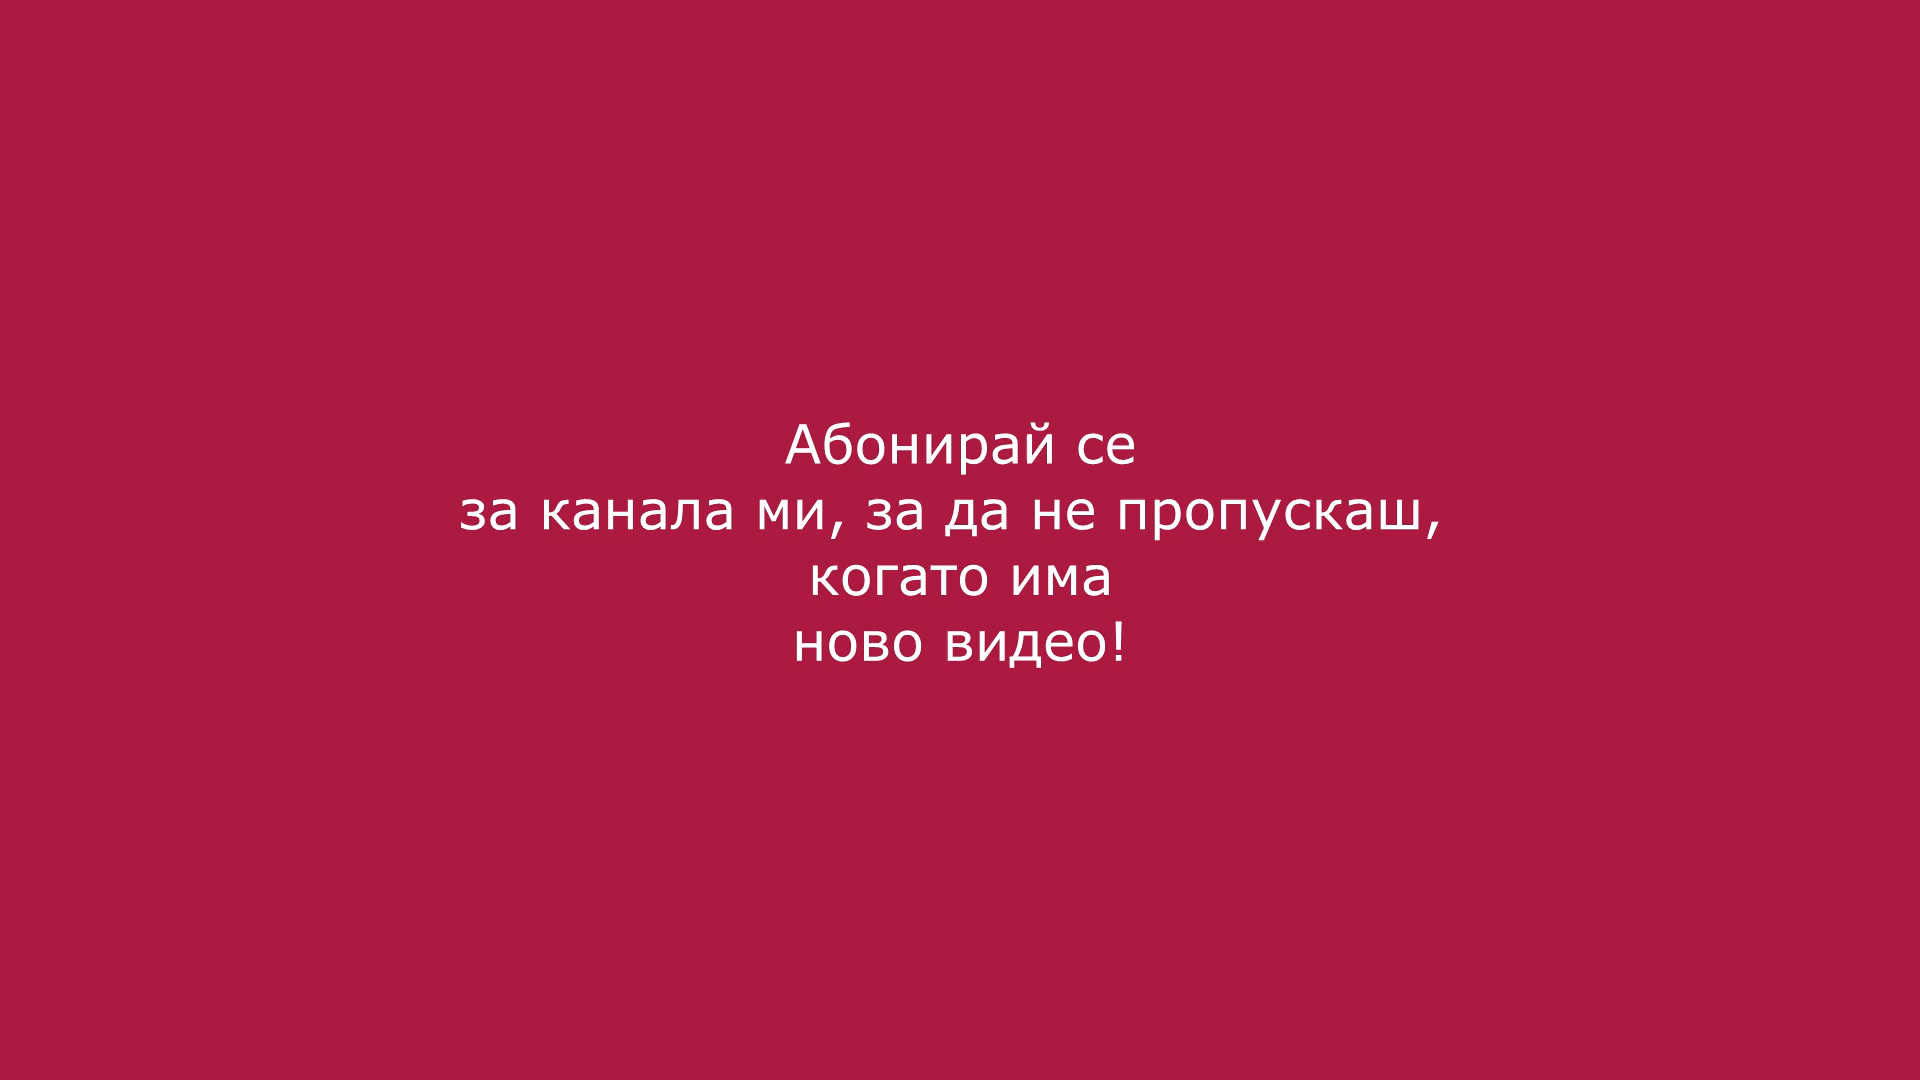 Абонирай се
за канала ми, за да не пропускаш,
когато има
ново видео!